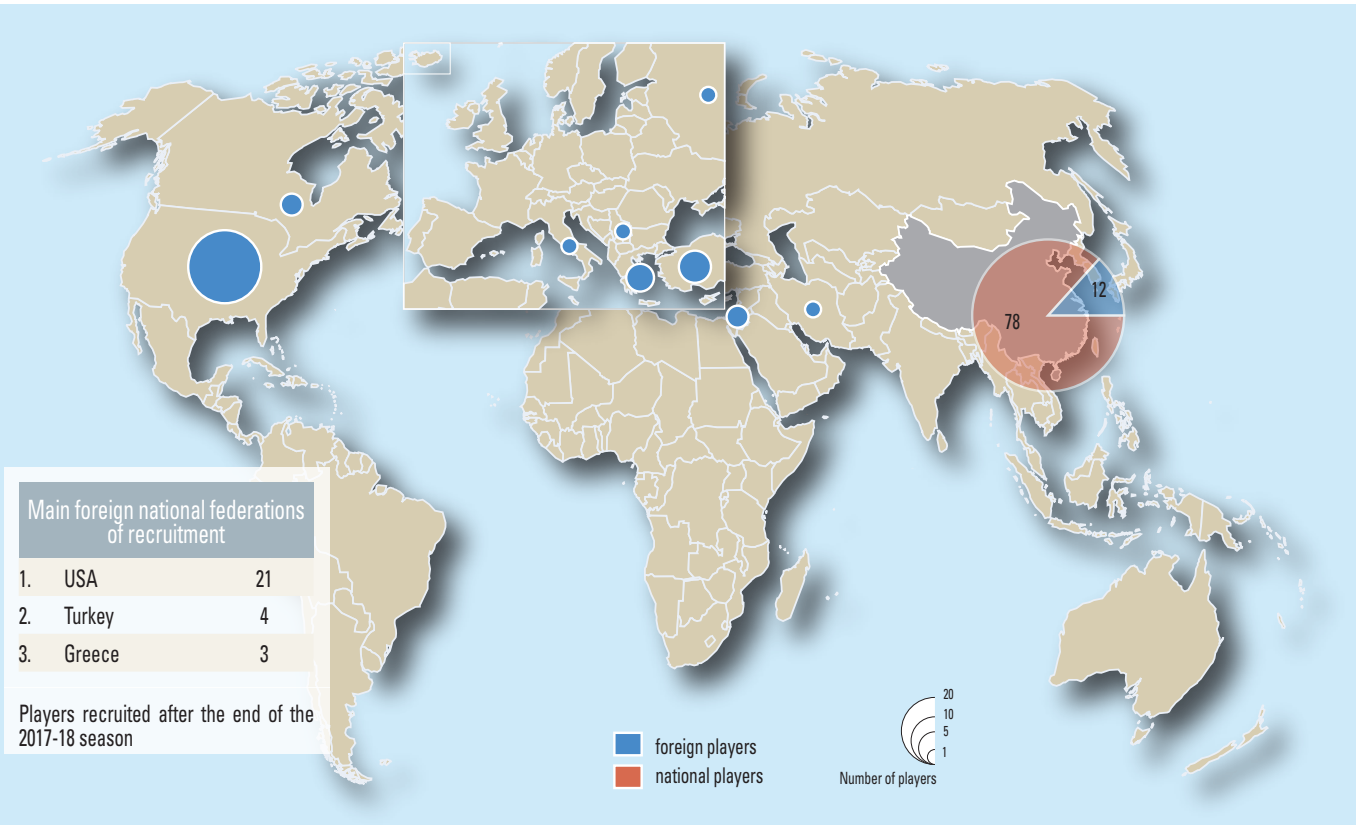 78
12
Main foreign national federations
of recruitment
1. USA 21
2. Turkey 4
3. Greece 3
Players recruited after the end of the
2017-18 season
foreign players
national players
20
10
5
1
Number of players